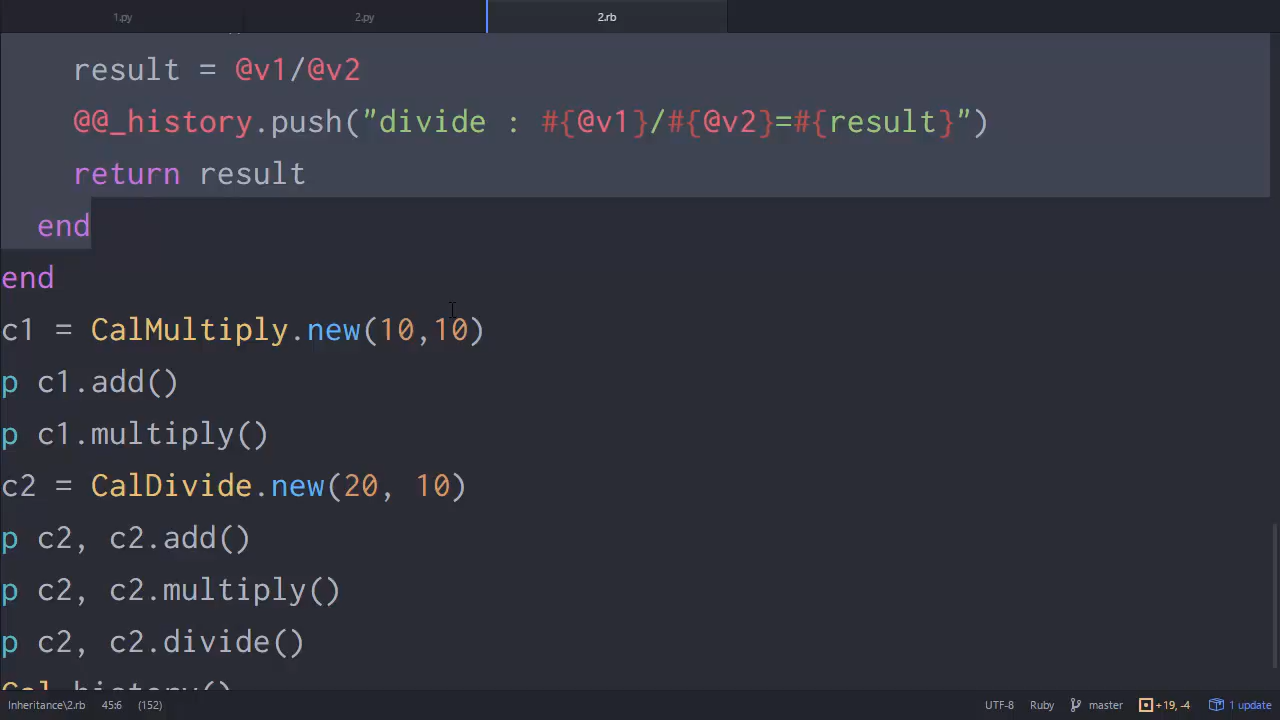 1.py 2.py 2.rb
result = @v1/@v2
@@_history.push("divide : #{@v1}/#{@v2}=#{result}")
return result
end
end
c1 = CalMultiply.new(10,10)
p c1.add()
p c1.multiply()
c2 = CalDivide.new(20, 10)
p c2, c2.add()
p c2, c2.multiply()
p c2, c2.divide()
Cal.history()
Inheritance\2.rb 45:6 (152) UTF-8 Ruby master +19, -4 1 update